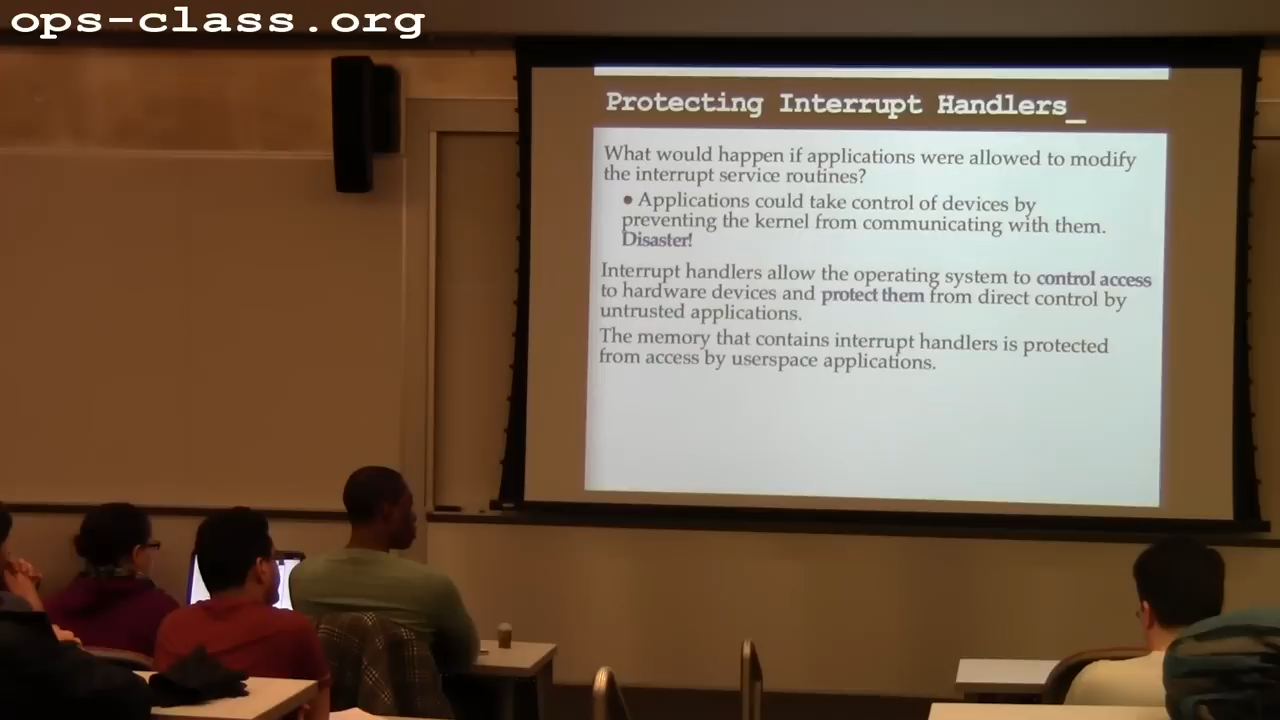 ops-class.org
Protecting Interrupt Handlers_
What would happen if applications were allowed to modify
the interrupt service routines?
• Applications could take control of devices by
preventing the kernel from communicating with them.
Disaster!
Interrupt handlers allow the operating system to control access
to hardware devices and protect them from direct control by
untrusted applications.
The memory that contains interrupt handlers is protected
from access by userspace applications.